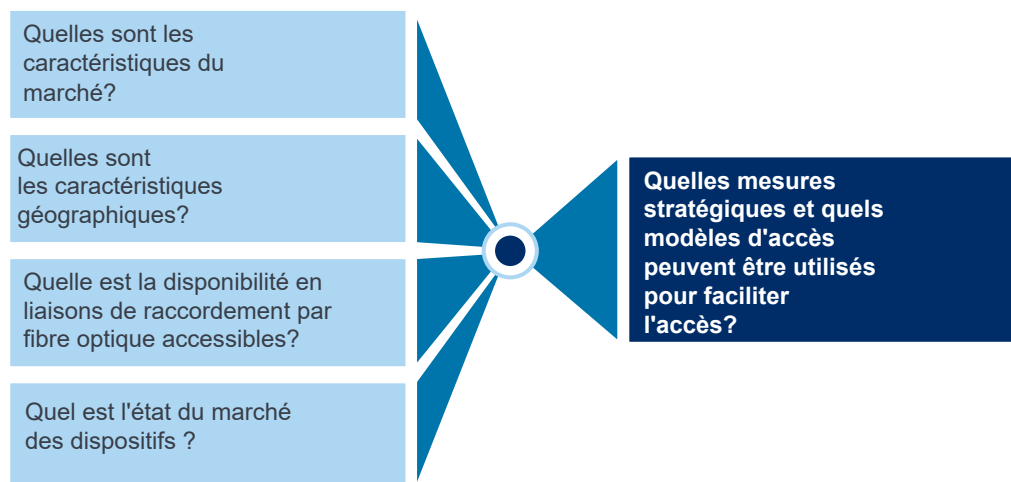 Quelles sont les
caractéristiques du
marché?
Quelles sont
les caractéristiques
géographiques?
Quelle est la disponibilité en
liaisons de raccordement par
fibre optique accessibles?
Quel est l'état du marché
des dispositifs ?
Quelles mesures
stratégiques et quels
modèles d'accès
peuvent être utilisés
pour faciliter
l'accès?